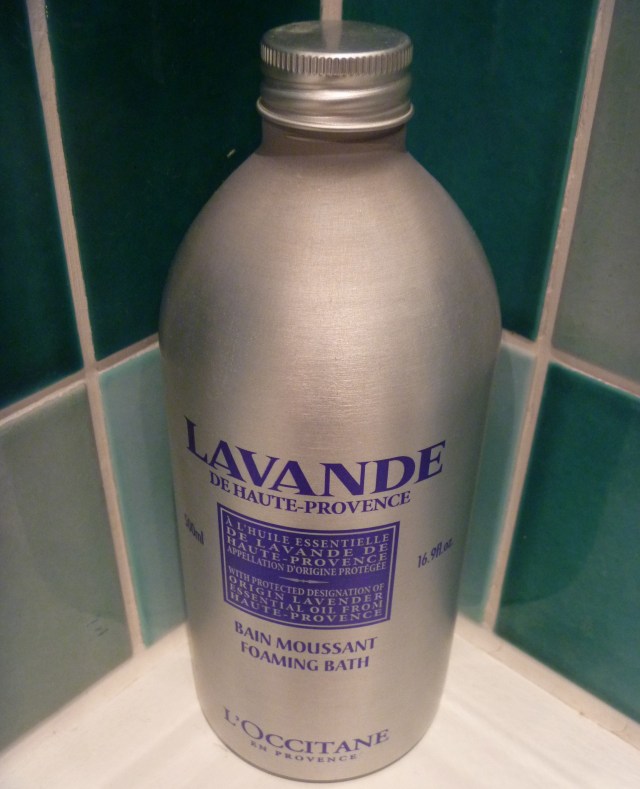 LAVANDE
DE HAUTE-PROVENCE
500ml
À L'HUILE ESSENTIELLE
DE LAVANDE DE
HAUTE-PROVENCE
APPELLATION D'ORIGINE PROTÉGÉE
16.9fl.oz.
WITH PROTECTED DESIGNATION OF
ORIGIN LAVENDER
ESSENTIAL OIL FROM
HAUTE-PROVENCE
BAIN MOUSSANT
FOAMING BATH
L'OCCITANE
EN PROVENCE